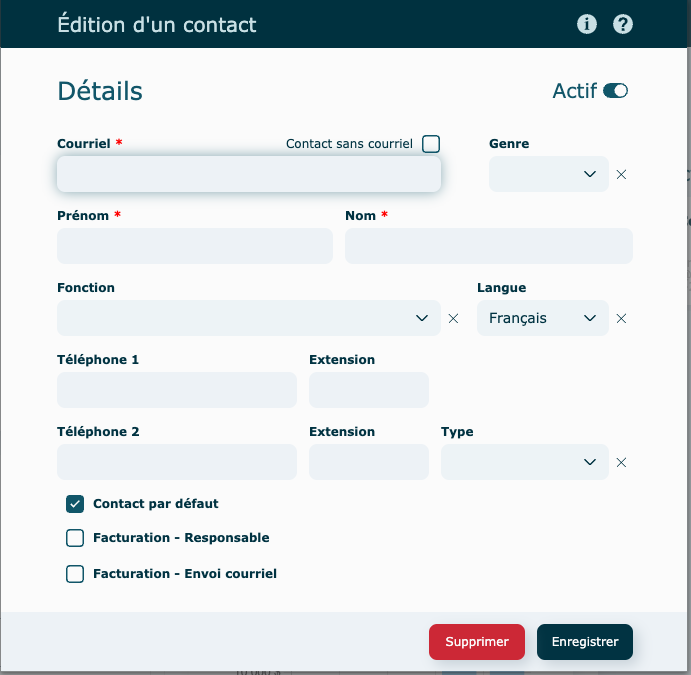 Édition d'un contact
Détails
Actif
Courriel *
Contact sans courriel
Genre
Prénom *
Nom *
Fonction
Langue
Français
Téléphone 1
Extension
Téléphone 2
Extension
Type
Contact par défaut
Facturation - Responsable
Facturation - Envoi courriel
Supprimer
Enregistrer